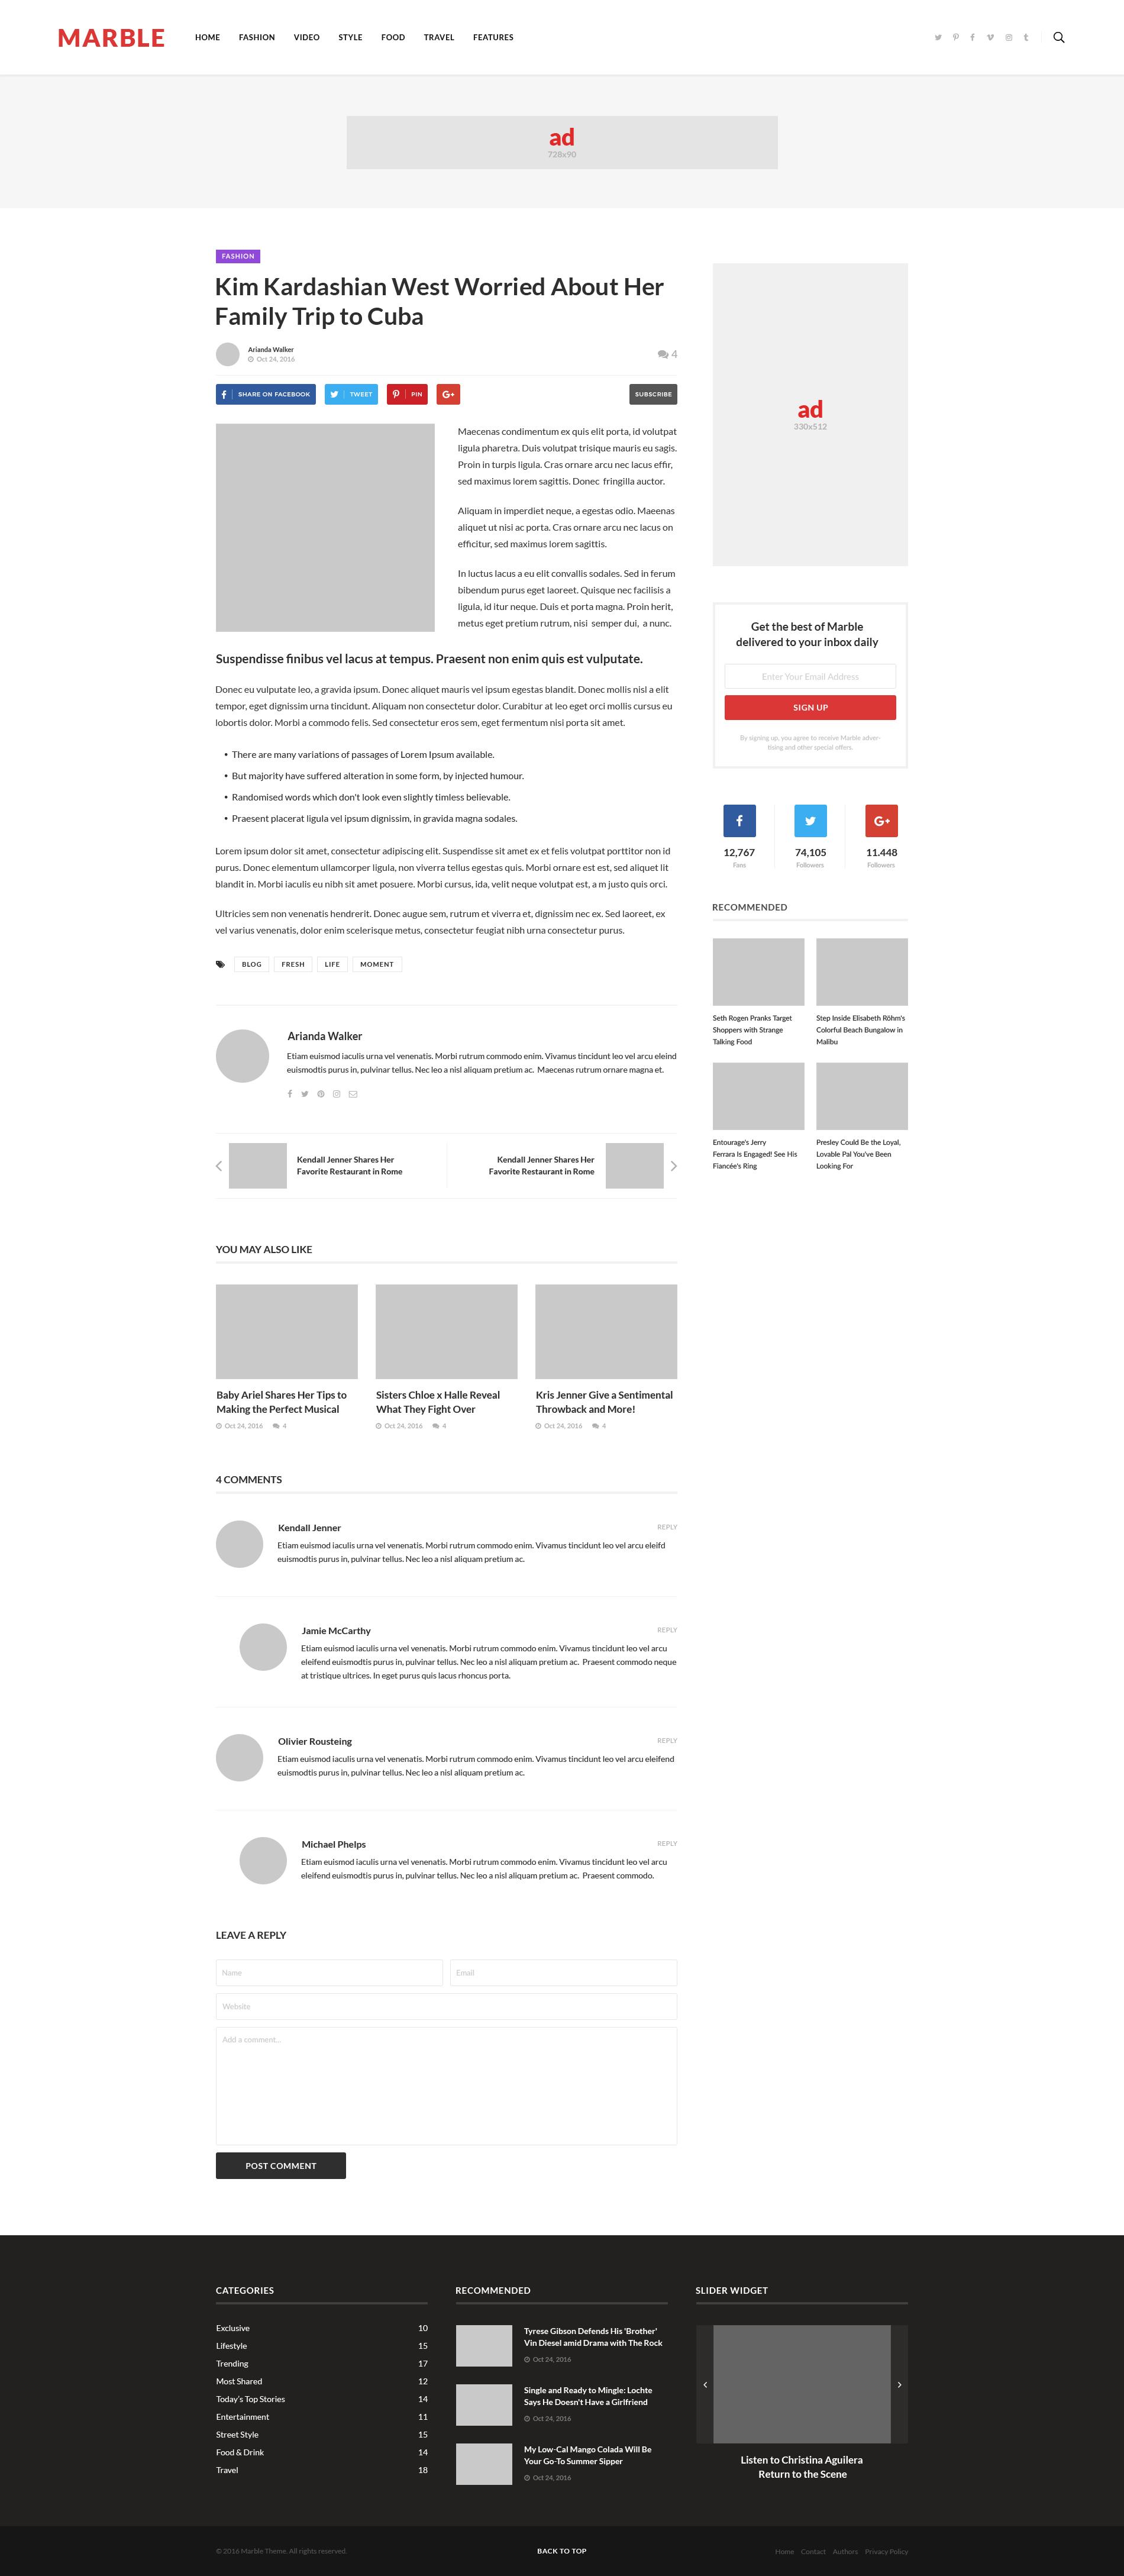 MARBLE
HOME FASHION VIDEO STYLE FOOD TRAVEL FEATURES
ad
728x90
FASHION
Kim Kardashian West Worried About Her
Family Trip to Cuba
Arianda Walker
Oct 24, 2016
4
SHARE ON FACEBOOK
TWEET
PIN
SUBSCRIBE
Maecenas condimentum ex quis elit porta, id volutpat
ligula pharetra. Duis volutpat trisique mauris eu sagis.
Proin in turpis ligula. Cras ornare arcu nec lacus effir,
sed maximus lorem sagittis. Donec fringilla auctor.
Aliquam in imperdiet neque, a egestas odio. Maeenas
aliquet ut nisi ac porta. Cras ornare arcu nec lacus on
efficitur, sed maximus lorem sagittis.
In luctus lacus a eu elit convallis sodales. Sed in ferum
bibendum purus eget laoreet. Quisque nec facilisis a
ligula, id itur neque. Duis et porta magna. Proin herit,
metus eget pretium rutrum, nisi semper dui, a nunc.
Suspendisse finibus vel lacus at tempus. Praesent non enim quis est vulputate.
Donec eu vulputate leo, a gravida ipsum. Donec aliquet mauris vel ipsum egestas blandit. Donec mollis nisl a elit
tempor, eget dignissim urna tincidunt. Aliquam non consectetur dolor. Curabitur at leo eget orci mollis cursus eu
lobortis dolor. Morbi a commodo felis. Sed consectetur eros sem, eget fermentum nisi porta sit amet.
• There are many variations of passages of Lorem Ipsum available.
• But majority have suffered alteration in some form, by injected humour.
• Randomised words which don't look even slightly timless believable.
• Praesent placerat ligula vel ipsum dignissim, in gravida magna sodales.
Lorem ipsum dolor sit amet, consectetur adipiscing elit. Suspendisse sit amet ex et felis volutpat porttitor non id
purus. Donec elementum ullamcorper ligula, non viverra tellus egestas quis. Morbi ornare est est, sed aliquet lit
blandit in. Morbi iaculis eu nibh sit amet posuere. Morbi cursus, ida, velit neque volutpat est, a m justo quis orci.
Ultricies sem non venenatis hendrerit. Donec augue sem, rutrum et viverra et, dignissim nec ex. Sed laoreet, ex
vel varius venenatis, dolor enim scelerisque metus, consectetur feugiat nibh urna consectetur purus.
BLOG FRESH LIFE MOMENT
Arianda Walker
Etiam euismod iaculis urna vel venenatis. Morbi rutrum commodo enim. Vivamus tincidunt leo vel arcu eleind
euismodtis purus in, pulvinar tellus. Nec leo a nisl aliquam pretium ac. Maecenas rutrum ornare magna et.
Kendall Jenner Shares Her
Favorite Restaurant in Rome
Kendall Jenner Shares Her
Favorite Restaurant in Rome
YOU MAY ALSO LIKE
Baby Ariel Shares Her Tips to
Making the Perfect Musical
Oct 24, 2016 4
Sisters Chloe x Halle Reveal
What They Fight Over
Oct 24, 2016 4
Kris Jenner Give a Sentimental
Throwback and More!
Oct 24, 2016 4
4 COMMENTS
Kendall Jenner
REPLY
Etiam euismod iaculis urna vel venenatis. Morbi rutrum commodo enim. Vivamus tincidunt leo vel arcu eleifd
euismodtis purus in, pulvinar tellus. Nec leo a nisl aliquam pretium ac.
Jamie McCarthy
REPLY
Etiam euismod iaculis urna vel venenatis. Morbi rutrum commodo enim. Vivamus tincidunt leo vel arcu
eleifend euismodtis purus in, pulvinar tellus. Nec leo a nisl aliquam pretium ac. Praesent commodo neque
at tristique ultrices. In eget purus quis lacus rhoncus porta.
Olivier Rousteing
REPLY
Etiam euismod iaculis urna vel venenatis. Morbi rutrum commodo enim. Vivamus tincidunt leo vel arcu eleifend
euismodtis purus in, pulvinar tellus. Nec leo a nisl aliquam pretium ac.
Michael Phelps
REPLY
Etiam euismod iaculis urna vel venenatis. Morbi rutrum commodo enim. Vivamus tincidunt leo vel arcu
eleifend euismodtis purus in, pulvinar tellus. Nec leo a nisl aliquam pretium ac. Praesent commodo.
LEAVE A REPLY
Name
Email
Website
Add a comment...
POST COMMENT
ad
330x512
Get the best of Marble
delivered to your inbox daily
Enter Your Email Address
SIGN UP
By signing up, you agree to receive Marble adver-
tising and other special offers.
12,767
Fans
74,105
Followers
11.448
Followers
RECOMMENDED
Seth Rogen Pranks Target
Shoppers with Strange
Talking Food
Step Inside Elisabeth Röhm's
Colorful Beach Bungalow in
Malibu
Entourage's Jerry
Ferrara Is Engaged! See His
Fiancée's Ring
Presley Could Be the Loyal,
Lovable Pal You've Been
Looking For
CATEGORIES
Exclusive 10
Lifestyle 15
Trending 17
Most Shared 12
Today's Top Stories 14
Entertainment 11
Street Style 15
Food & Drink 14
Travel 18
RECOMMENDED
Tyrese Gibson Defends His 'Brother'
Vin Diesel amid Drama with The Rock
Oct 24, 2016
Single and Ready to Mingle: Lochte
Says He Doesn't Have a Girlfriend
Oct 24, 2016
My Low-Cal Mango Colada Will Be
Your Go-To Summer Sipper
Oct 24, 2016
SLIDER WIDGET
Listen to Christina Aguilera
Return to the Scene
© 2016 Marble Theme. All rights reserved.
BACK TO TOP
Home Contact Authors Privacy Policy